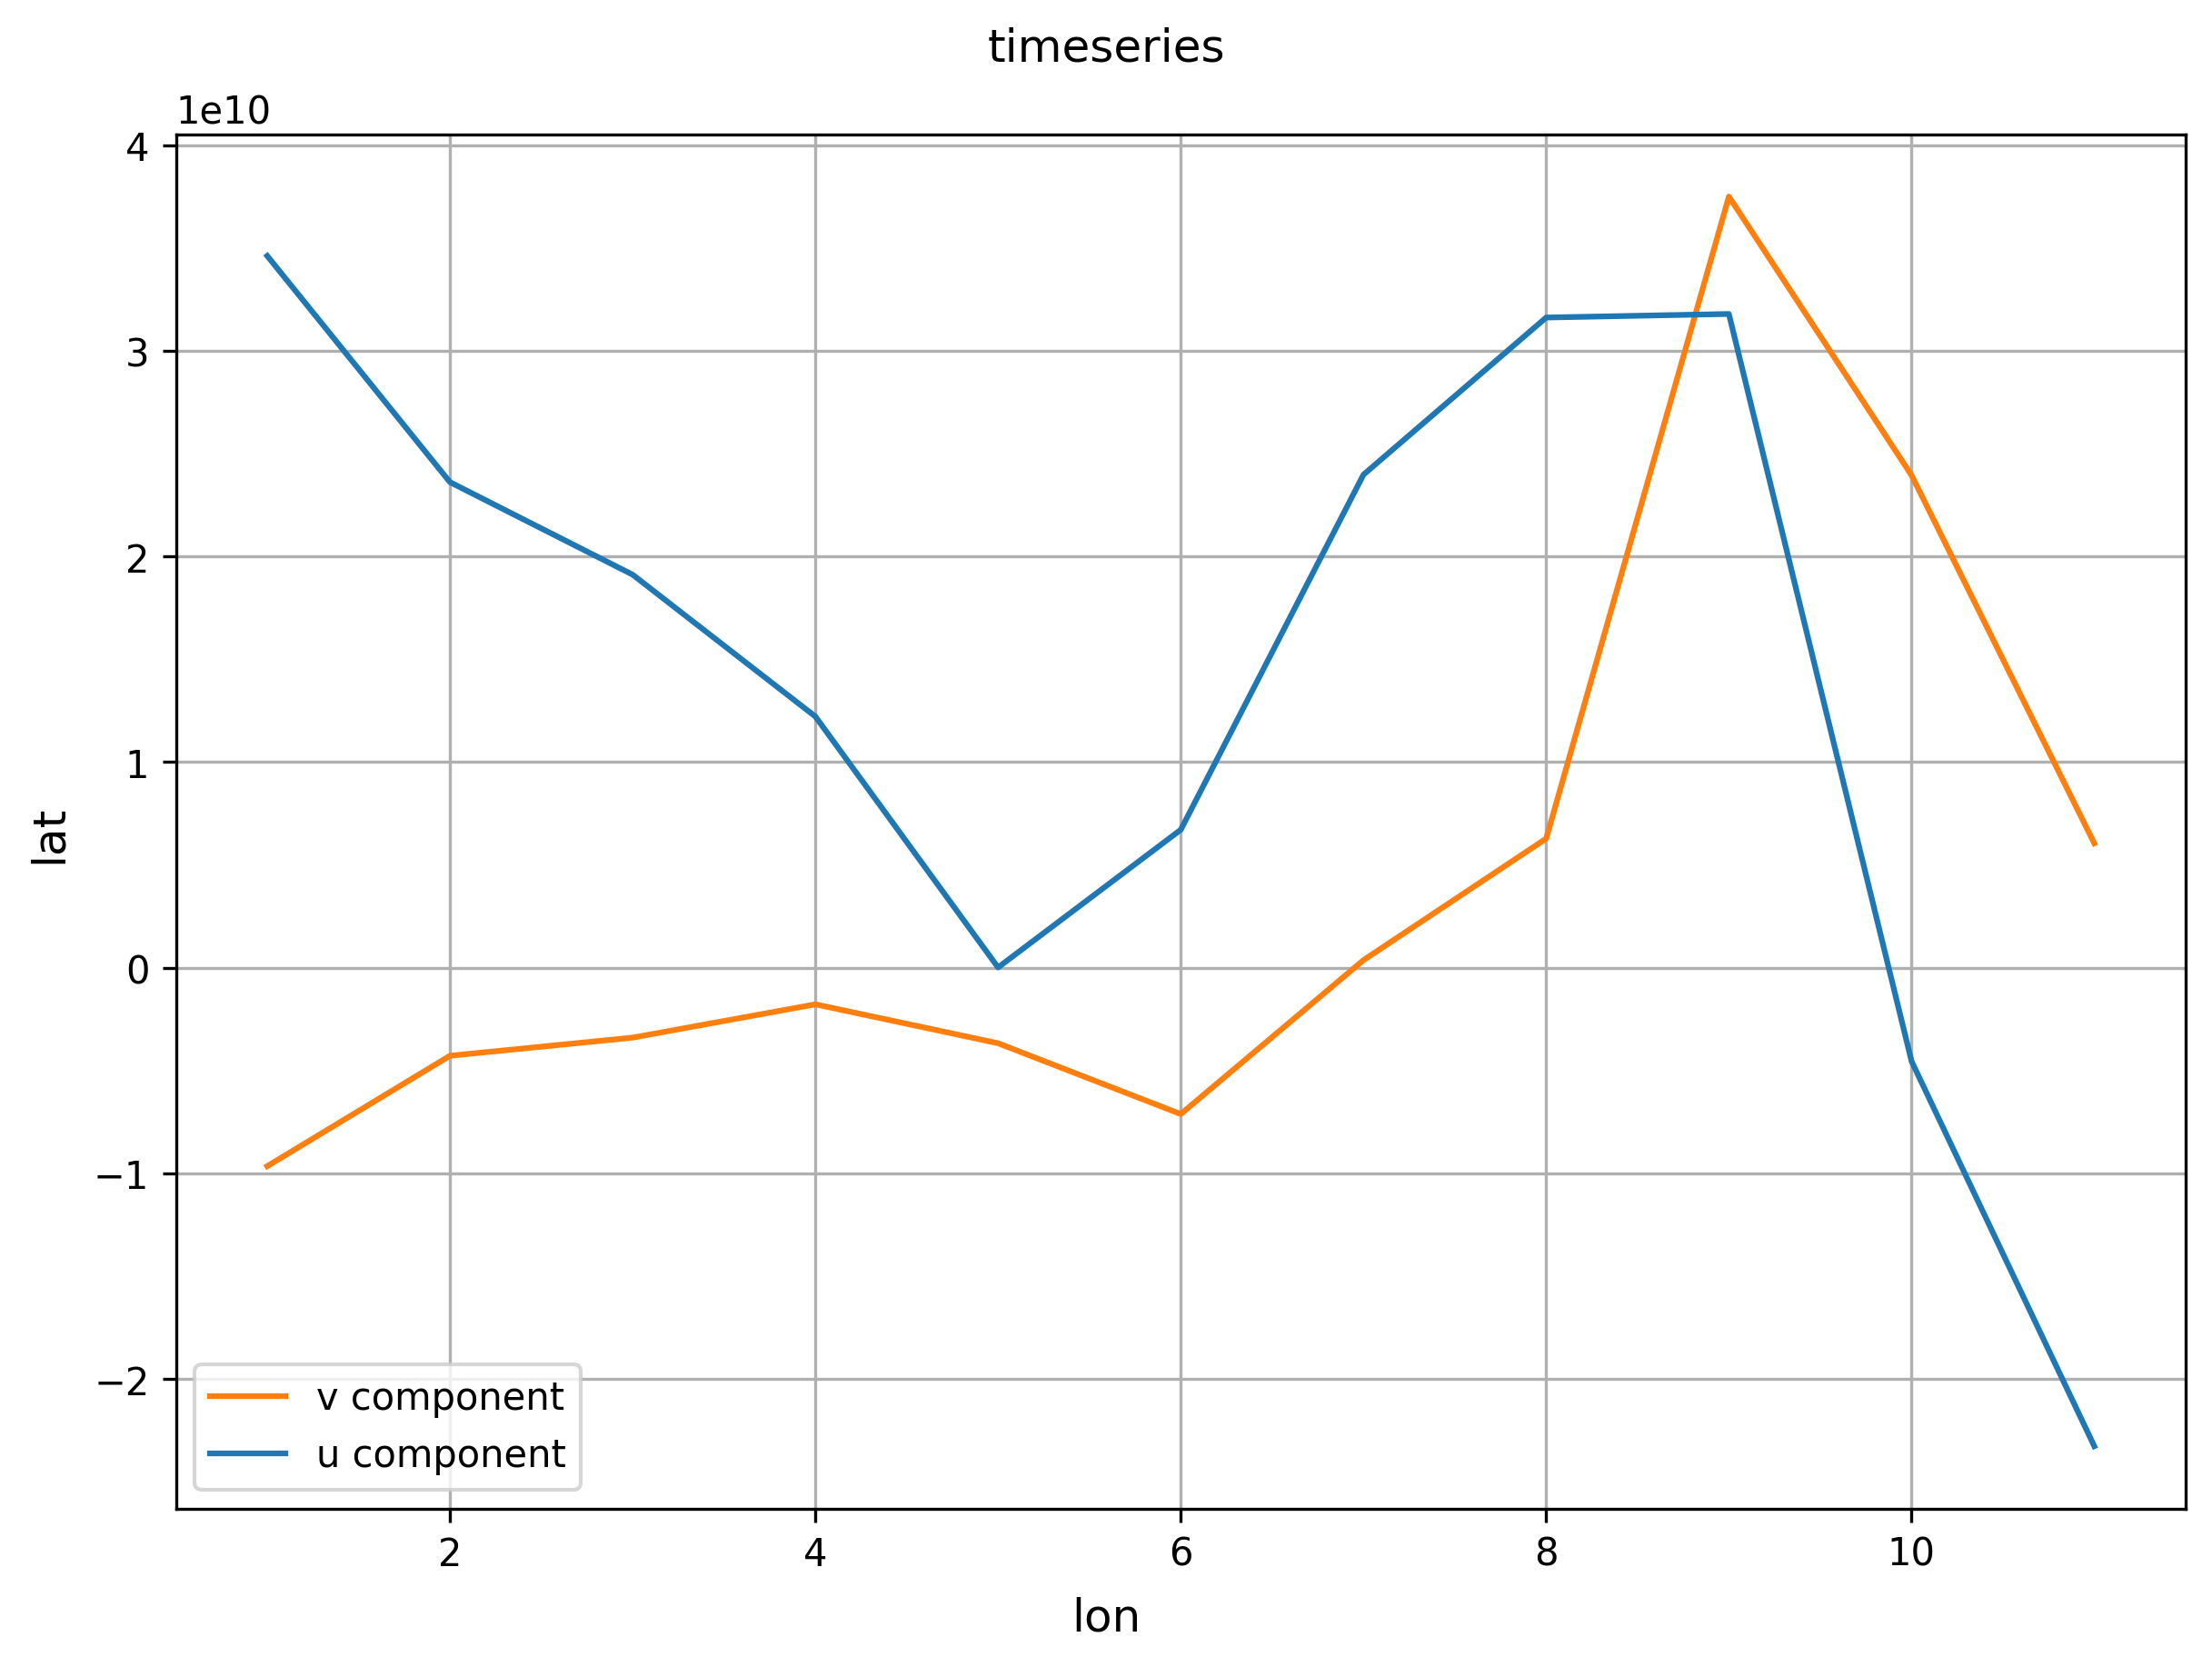 timeseries
1e10
4
3
2
1
0
−1
−2
lat
v component
u component
2 4 6 8 10
lon